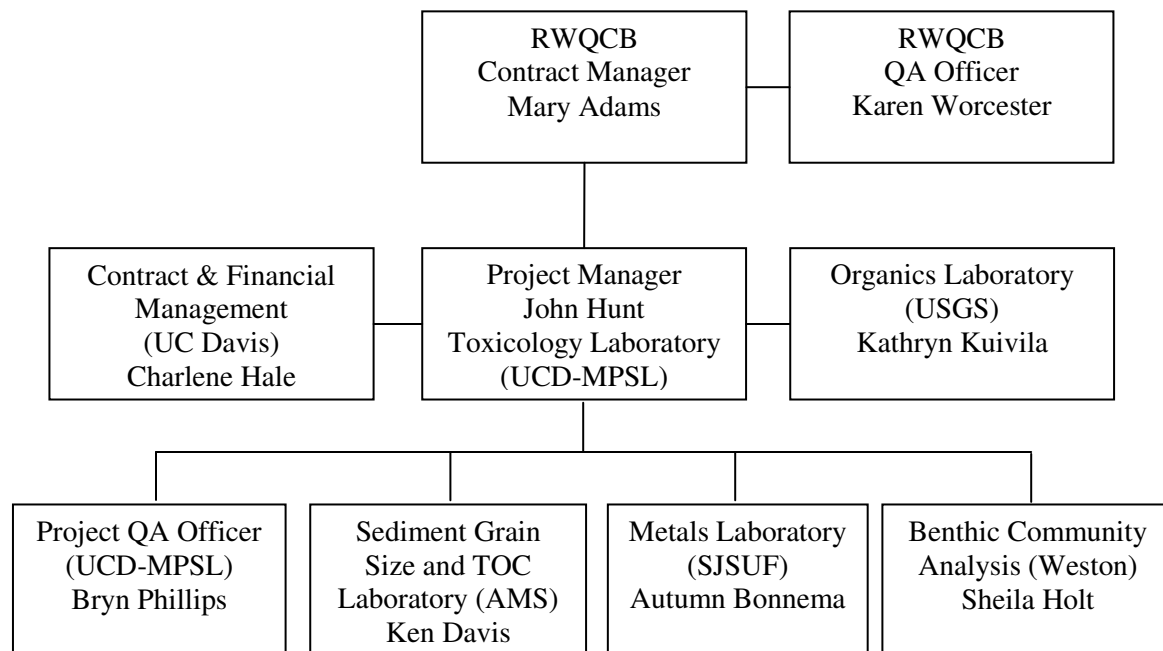 RWQCB
Contract Manager
Mary Adams
RWQCB
QA Officer
Karen Worcester
Contract & Financial
Management
(UC Davis)
Charlene Hale
Project Manager
John Hunt
Toxicology Laboratory
(UCD-MPSL)
Organics Laboratory
(USGS)
Kathryn Kuivila
Project QA Officer
(UCD-MPSL)
Bryn Phillips
Sediment Grain
Size and TOC
Laboratory (AMS)
Ken Davis
Metals Laboratory
(SJSUF)
Autumn Bonnema
Benthic Community
Analysis (Weston)
Sheila Holt